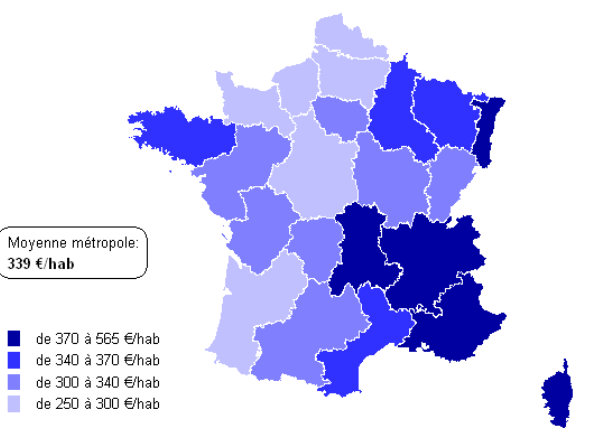 Moyenne métropole:
339 €/hab
de 370 à 565 €/hab
de 340 à 370 €/hab
de 300 à 340 €/hab
de 250 à 300 €/hab